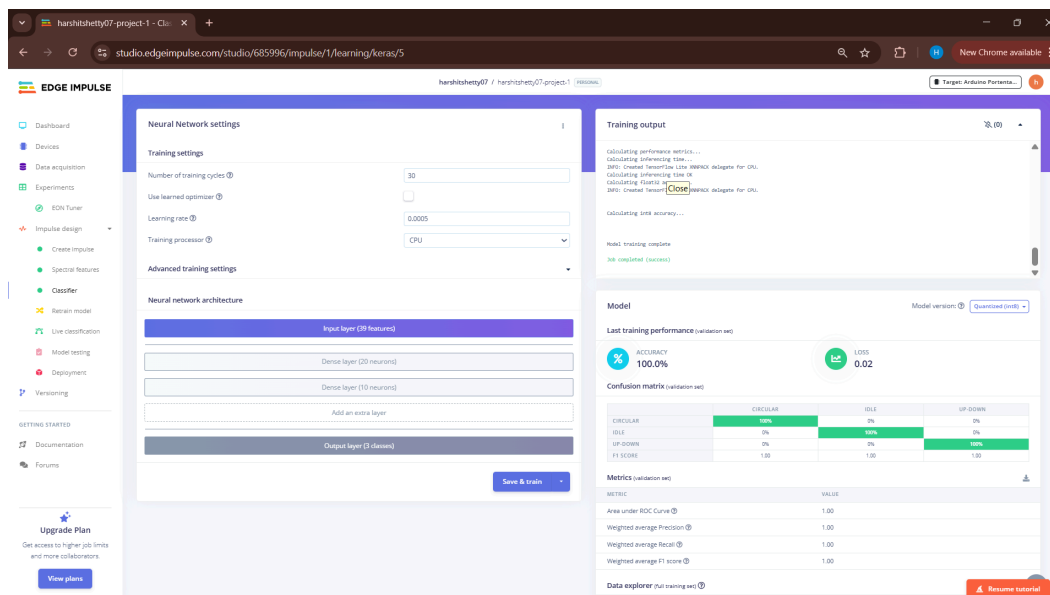 harshitshetty07-project-1 - Clas
studio.edgeimpulse.com/studio/685996/impulse/1/learning/keras/5
H
New Chrome available
EDGE IMPULSE
harshitshetty07 / harshitshetty07-project-1 PERSONAL
Target: Arduino Portenta...
h
Dashboard
Devices
Data acquisition
Experiments
EON Tuner
Impulse design
Create impulse
Spectral features
Classifier
Retrain model
Live classification
Model testing
Deployment
Versioning
GETTING STARTED
Documentation
Forums
Upgrade Plan
Get access to higher job limits
and more collaborators.
View plans
Neural Network settings
Training settings
Number of training cycles
30
Use learned optimizer
Learning rate
0.0005
Training processor
CPU
Advanced training settings
Neural network architecture
Input layer (39 features)
Dense layer (20 neurons)
Dense layer (10 neurons)
Add an extra layer
Output layer (3 classes)
Save & train
Training output
(0)
Calculating performance metrics...
Calculating inferencing time...
INFO: Created TensorFlow Lite XNNPACK delegate for CPU.
Calculating inferencing time OK
Calculating float32
Close
INFO: Created XNNPACK delegate for CPU.
Calculating int8 accuracy...
Model training complete
Job completed (success)
Model
Model version: Quantized (int8)
Last training performance (validation set)
% ACCURACY
100.0%
LOSS
0.02
Confusion matrix (validation set)
CIRCULAR IDLE UP-DOWN
CIRCULAR 100% 0% 0%
IDLE 0% 100% 0%
UP-DOWN 0% 0% 100%
F1 SCORE 1.00 1.00 1.00
Metrics (validation set)
METRIC VALUE
Area under ROC Curve 1.00
Weighted average Precision 1.00
Weighted average Recall 1.00
Weighted average F1 score 1.00
Data explorer (full training set)
Resume tutorial